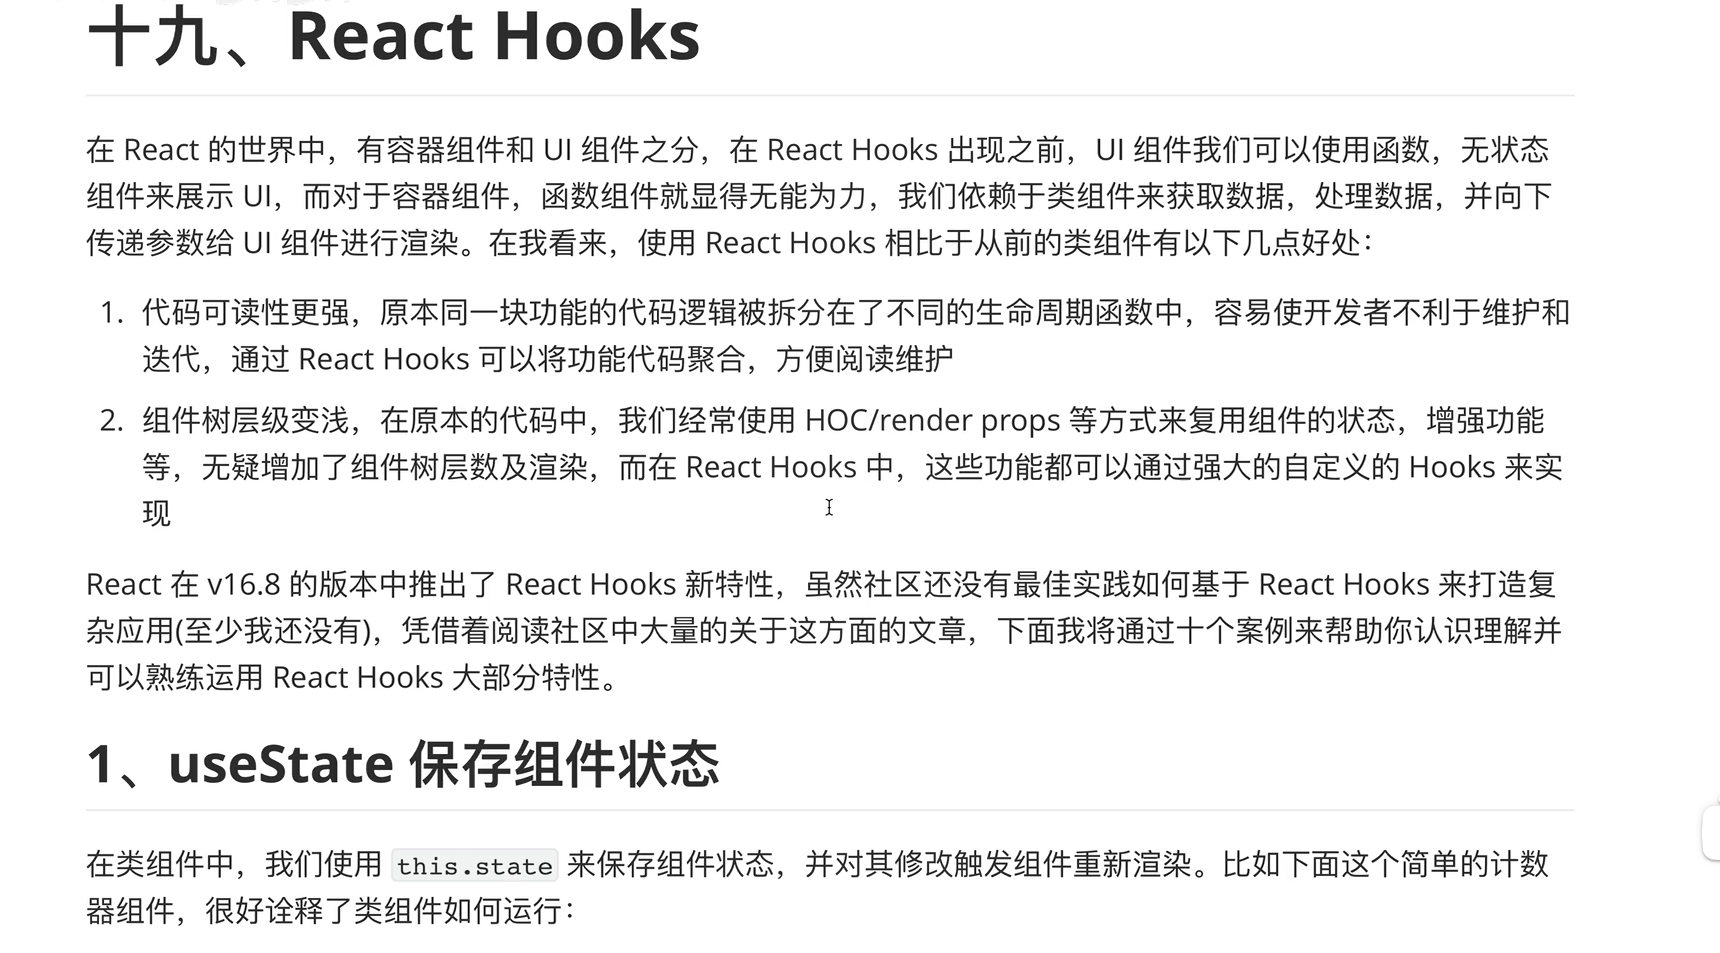 十九、React Hooks
在 React 的世界中，有容器组件和 UI 组件之分，在 React Hooks 出现之前，UI 组件我们可以使用函数，无状态
组件来展示 UI，而对于容器组件，函数组件就显得无能为力，我们依赖于类组件来获取数据，处理数据，并向下
传递参数给 UI 组件进行渲染。在我看来，使用 React Hooks 相比于从前的类组件有以下几点好处：
1. 代码可读性更强，原本同一块功能的代码逻辑被拆分在了不同的生命周期函数中，容易使开发者不利于维护和
迭代，通过 React Hooks 可以将功能代码聚合，方便阅读维护
2. 组件树层级变浅，在原本的代码中，我们经常使用 HOC/render props 等方式来复用组件的状态，增强功能
等，无疑增加了组件树层数及渲染，而在 React Hooks 中，这些功能都可以通过强大的自定义的 Hooks 来实
现
React 在 v16.8 的版本中推出了 React Hooks 新特性，虽然社区还没有最佳实践如何基于 React Hooks 来打造复
杂应用(至少我还没有)，凭借着阅读社区中大量的关于这方面的文章，下面我将通过十个案例来帮助你认识理解并
可以熟练运用 React Hooks 大部分特性。
1、useState 保存组件状态
在类组件中，我们使用 this.state 来保存组件状态，并对其修改触发组件重新渲染。比如下面这个简单的计数
器组件，很好诠释了类组件如何运行：